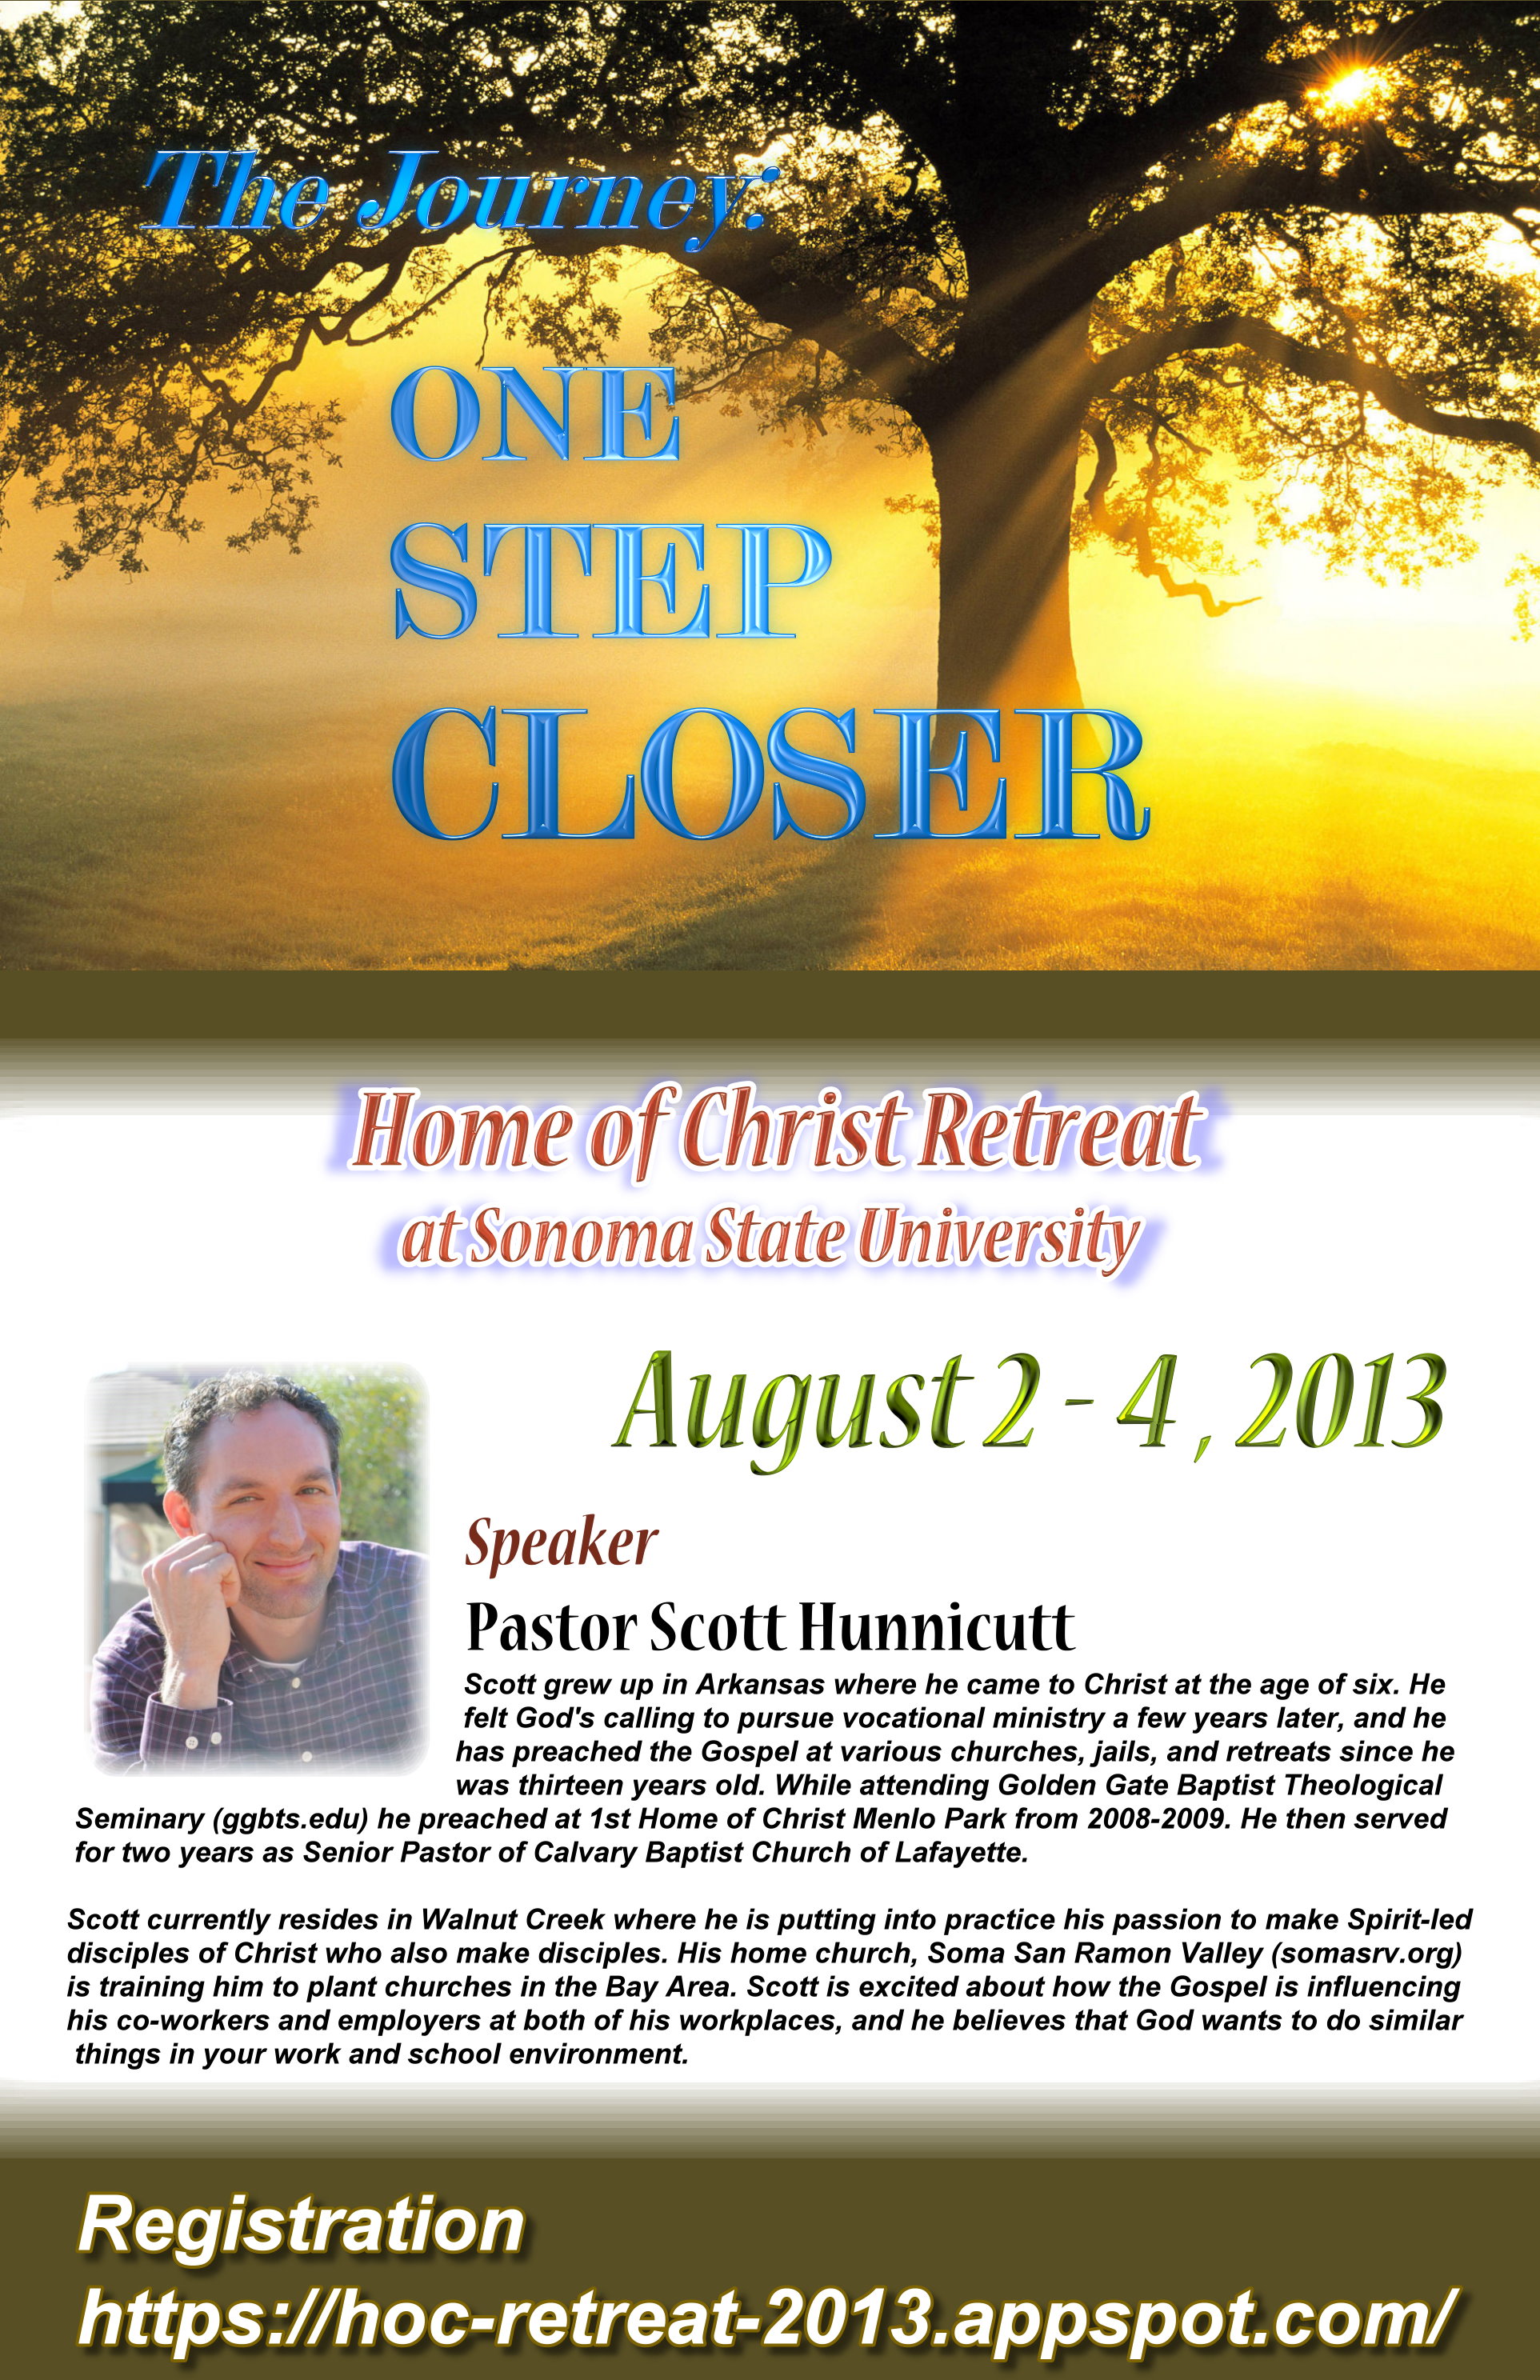 The Journey:
ONE
STEP
CLOSER
Home of Christ Retreat
at Sonoma State University
August 2 - 4 , 2013
Speaker
Pastor Scott Hunnicutt
Scott grew up in Arkansas where he came to Christ at the age of six. He
felt God's calling to pursue vocational ministry a few years later, and he
has preached the Gospel at various churches, jails, and retreats since he
was thirteen years old. While attending Golden Gate Baptist Theological
Seminary (ggbts.edu) he preached at 1st Home of Christ Menlo Park from 2008-2009. He then served
for two years as Senior Pastor of Calvary Baptist Church of Lafayette.
Scott currently resides in Walnut Creek where he is putting into practice his passion to make Spirit-led
disciples of Christ who also make disciples. His home church, Soma San Ramon Valley (somasrv.org)
is training him to plant churches in the Bay Area. Scott is excited about how the Gospel is influencing
his co-workers and employers at both of his workplaces, and he believes that God wants to do similar
things in your work and school environment.
Registration
https://hoc-retreat-2013.appspot.com/